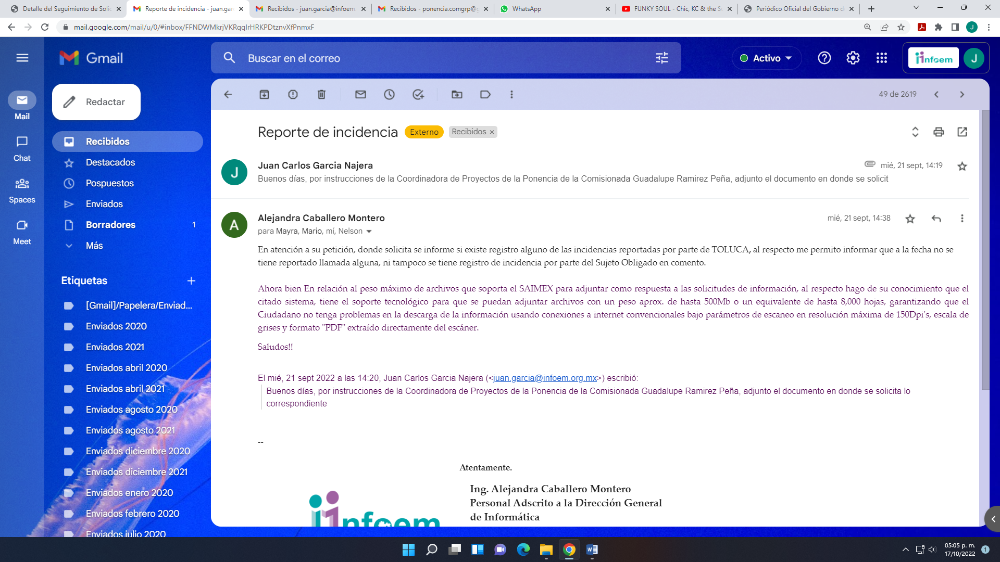 Detalle del Seguimiento de Solic
Reporte de incidencia - juan.gar
Recibidos - juan.garcia@infoem.
Recibidos - ponencia.comgrp@g
WhatsApp
FUNKY SOUL - Chic, KC & the Su
Periódico Oficial del Gobierno d
mail.google.com/mail/u/0/#inbox/FFNDWMkrjVKRqqlrHRKPDtznvXfPnmxF
J
Gmail
Buscar en el correo
Activo
infoem
J
Redactar
49 de 2619
Mail
Chat
Spaces
Meet
Recibidos
Destacados
Pospuestos
Enviados
Borradores 1
Más
Etiquetas
[Gmail]/Papelera/Enviad...
Enviados 2020
Enviados 2021
Enviados abril 2020
Enviados abril 2021
Enviados agosto 2020
Enviados agosto 2021
Enviados diciembre 2020
Enviados diciembre 2021
Enviados enero 2020
Enviados febrero 2020
Enviados julio 2020
Reporte de incidencia Externo Recibidos ×
J
Juan Carlos Garcia Najera mié, 21 sept, 14:19
Buenos días, por instrucciones de la Coordinadora de Proyectos de la Ponencia de la Comisionada Guadalupe Ramirez Peña, adjunto el documento en donde se solicit
A
Alejandra Caballero Montero mié, 21 sept, 14:38
para Mayra, Mario, mí, Nelson
En atención a su petición, donde solicita se informe si existe registro alguno de las incidencias reportadas por parte de TOLUCA, al respecto me permito informar que a la fecha no se
tiene reportado llamada alguna, ni tampoco se tiene registro de incidencia por parte del Sujeto Obligado en comento.
Ahora bien En relación al peso máximo de archivos que soporta el SAIMEX para adjuntar como respuesta a las solicitudes de información, al respecto hago de su conocimiento que el
citado sistema, tiene el soporte tecnológico para que se puedan adjuntar archivos con un peso aprox. de hasta 500Mb o un equivalente de hasta 8,000 hojas, garantizando que el
Ciudadano no tenga problemas en la descarga de la información usando conexiones a internet convencionales bajo parámetros de escaneo en resolución máxima de 150Dpi's, escala de
grises y formato "PDF" extraído directamente del escáner.
Saludos!!
El mié, 21 sept 2022 a las 14:20, Juan Carlos Garcia Najera (<juan.garcia@infoem.org.mx>) escribió:
Buenos días, por instrucciones de la Coordinadora de Proyectos de la Ponencia de la Comisionada Guadalupe Ramirez Peña, adjunto el documento en donde se solicita lo
correspondiente
--
Atentamente.
Ing. Alejandra Caballero Montero
Personal Adscrito a la Dirección General
de Informática
infoem
05:05 p. m.
17/10/2022
1